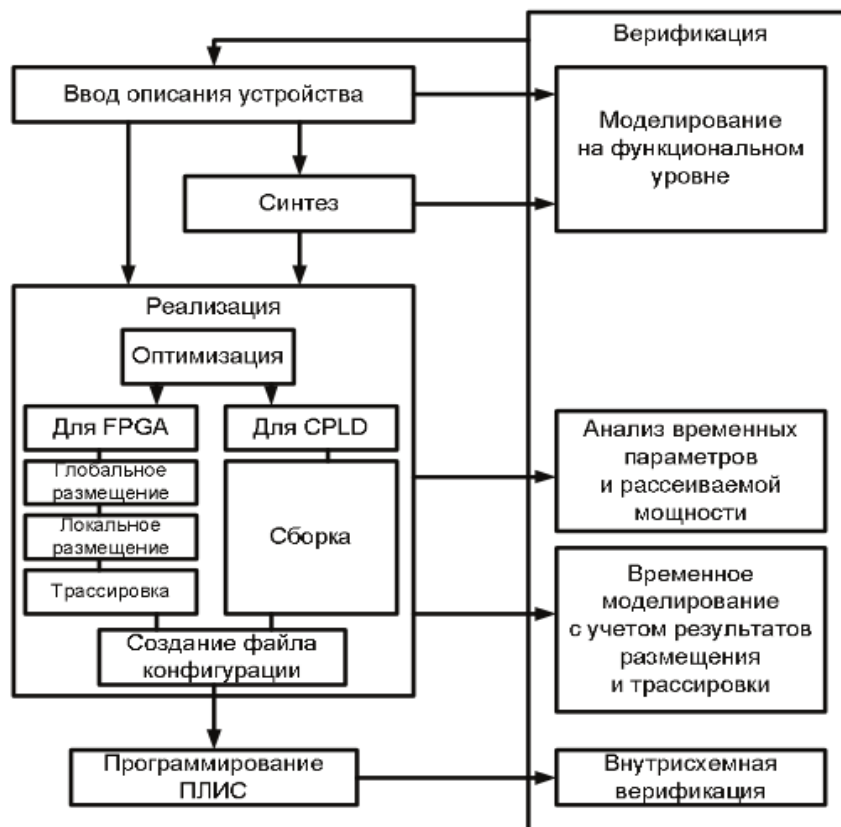 Верификация
Ввод описания устройства
Моделирование
на функциональном
уровне
Синтез
Реализация
Оптимизация
Для FPGA
Для CPLD
Глобальное
размещение
Локальное
размещение
Трассировка
Сборка
Создание файла
конфигурации
Анализ временных
параметров
и рассеиваемой
мощности
Временное
моделирование
с учетом результатов
размещения
и трассировки
Программирование
ПЛИС
Внутрисхемная
верификация